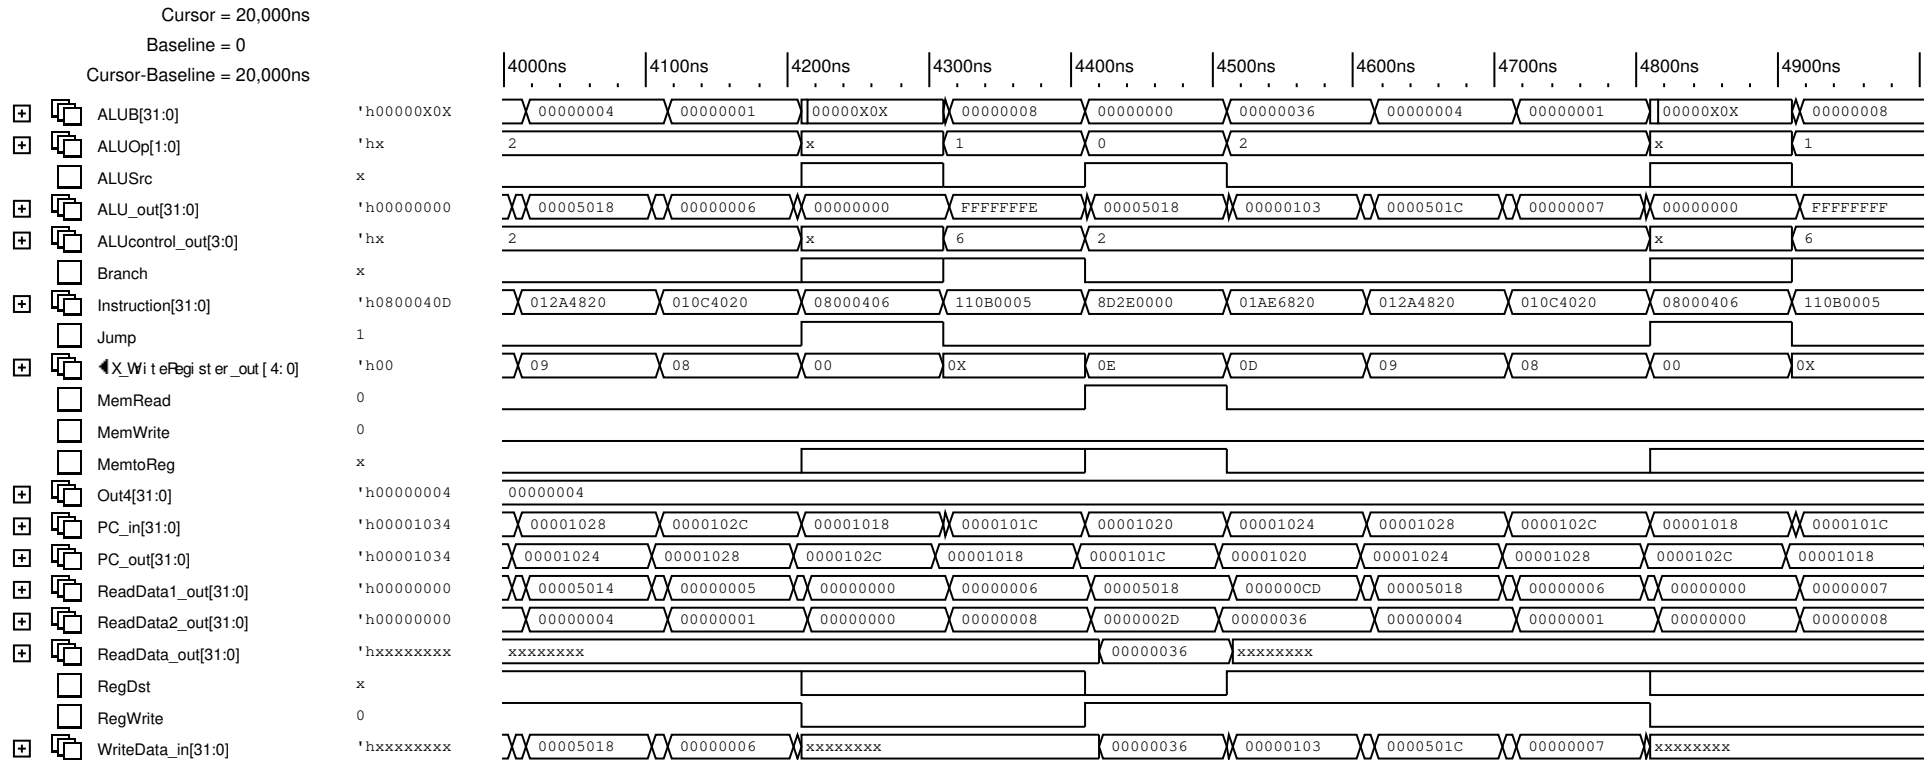 Cursor = 20,000ns
Baseline = 0
Cursor-Baseline = 20,000ns
4000ns 4100ns 4200ns 4300ns 4400ns 4500ns 4600ns 4700ns 4800ns 4900ns
ALUB[31:0] 'h00000X0X 00000004 00000001 00000X0X 00000008 00000000 00000036 00000004 00000001 00000X0X 00000008
ALUOp[1:0] 'hx 2 x 1 0 2 x 1
ALUSrc x
ALU_out[31:0] 'h00000000 00005018 00000006 00000000 FFFFFFFE 00005018 00000103 0000501C 00000007 00000000 FFFFFFFF
ALUcontrol_out[3:0] 'hx 2 x 6 2 x 6
Branch x
Instruction[31:0] 'h0800040D 012A4820 010C4020 08000406 110B0005 8D2E0000 01AE6820 012A4820 010C4020 08000406 110B0005
Jump 1
X_WriteRegister_out[4:0] 'h00 09 08 00 0X 0E 0D 09 08 00 0X
MemRead 0
MemWrite 0
MemtoReg x
Out4[31:0] 'h00000004 00000004
PC_in[31:0] 'h00001034 00001028 0000102C 00001018 0000101C 00001020 00001024 00001028 0000102C 00001018 0000101C
PC_out[31:0] 'h00001034 00001024 00001028 0000102C 00001018 0000101C 00001020 00001024 00001028 0000102C 00001018
ReadData1_out[31:0] 'h00000000 00005014 00000005 00000000 00000006 00005018 000000CD 00005018 00000006 00000000 00000007
ReadData2_out[31:0] 'h00000000 00000004 00000001 00000000 00000008 0000002D 00000036 00000004 00000001 00000000 00000008
ReadData_out[31:0] 'hxxxxxxxx xxxxxxxx 00000036 xxxxxxxx
RegDst x
RegWrite 0
WriteData_in[31:0] 'hxxxxxxxx 00005018 00000006 xxxxxxxx 00000036 00000103 0000501C 00000007 xxxxxxxx